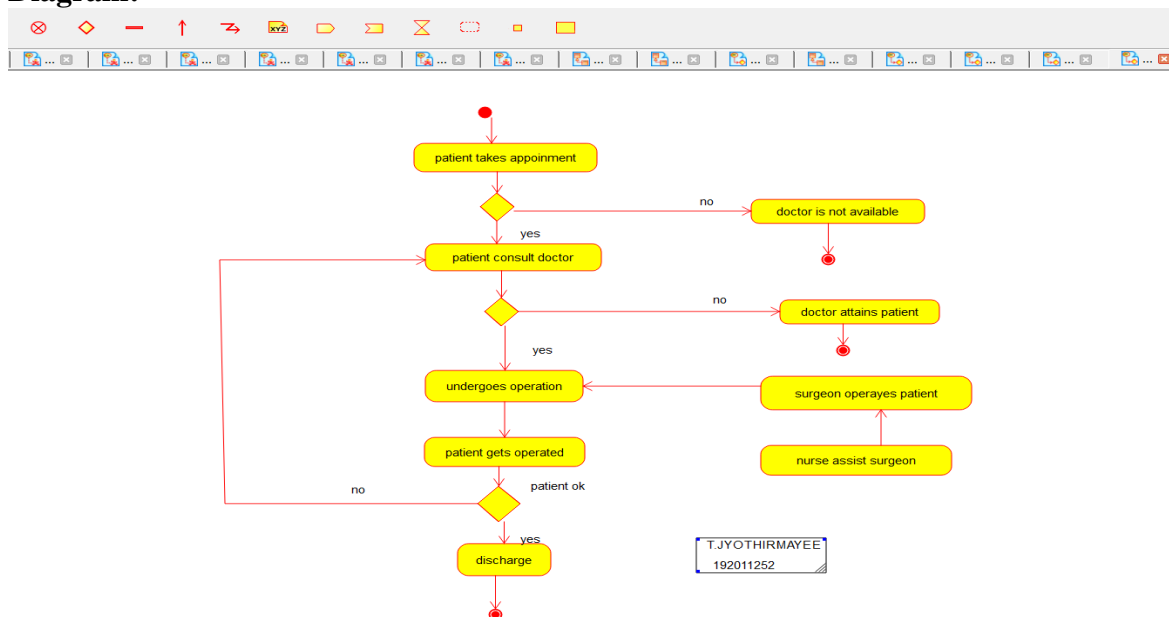 XYZ
... ... ... ... ... ... ... ... ... ... ... ... ... ... ...
patient takes appoinment
no
doctor is not available
yes
patient consult doctor
no
doctor attains patient
yes
undergoes operation
surgeon operayes patient
patient gets operated
nurse assist surgeon
patient ok
no
yes
discharge
T.JYOTHIRMAYEE
192011252